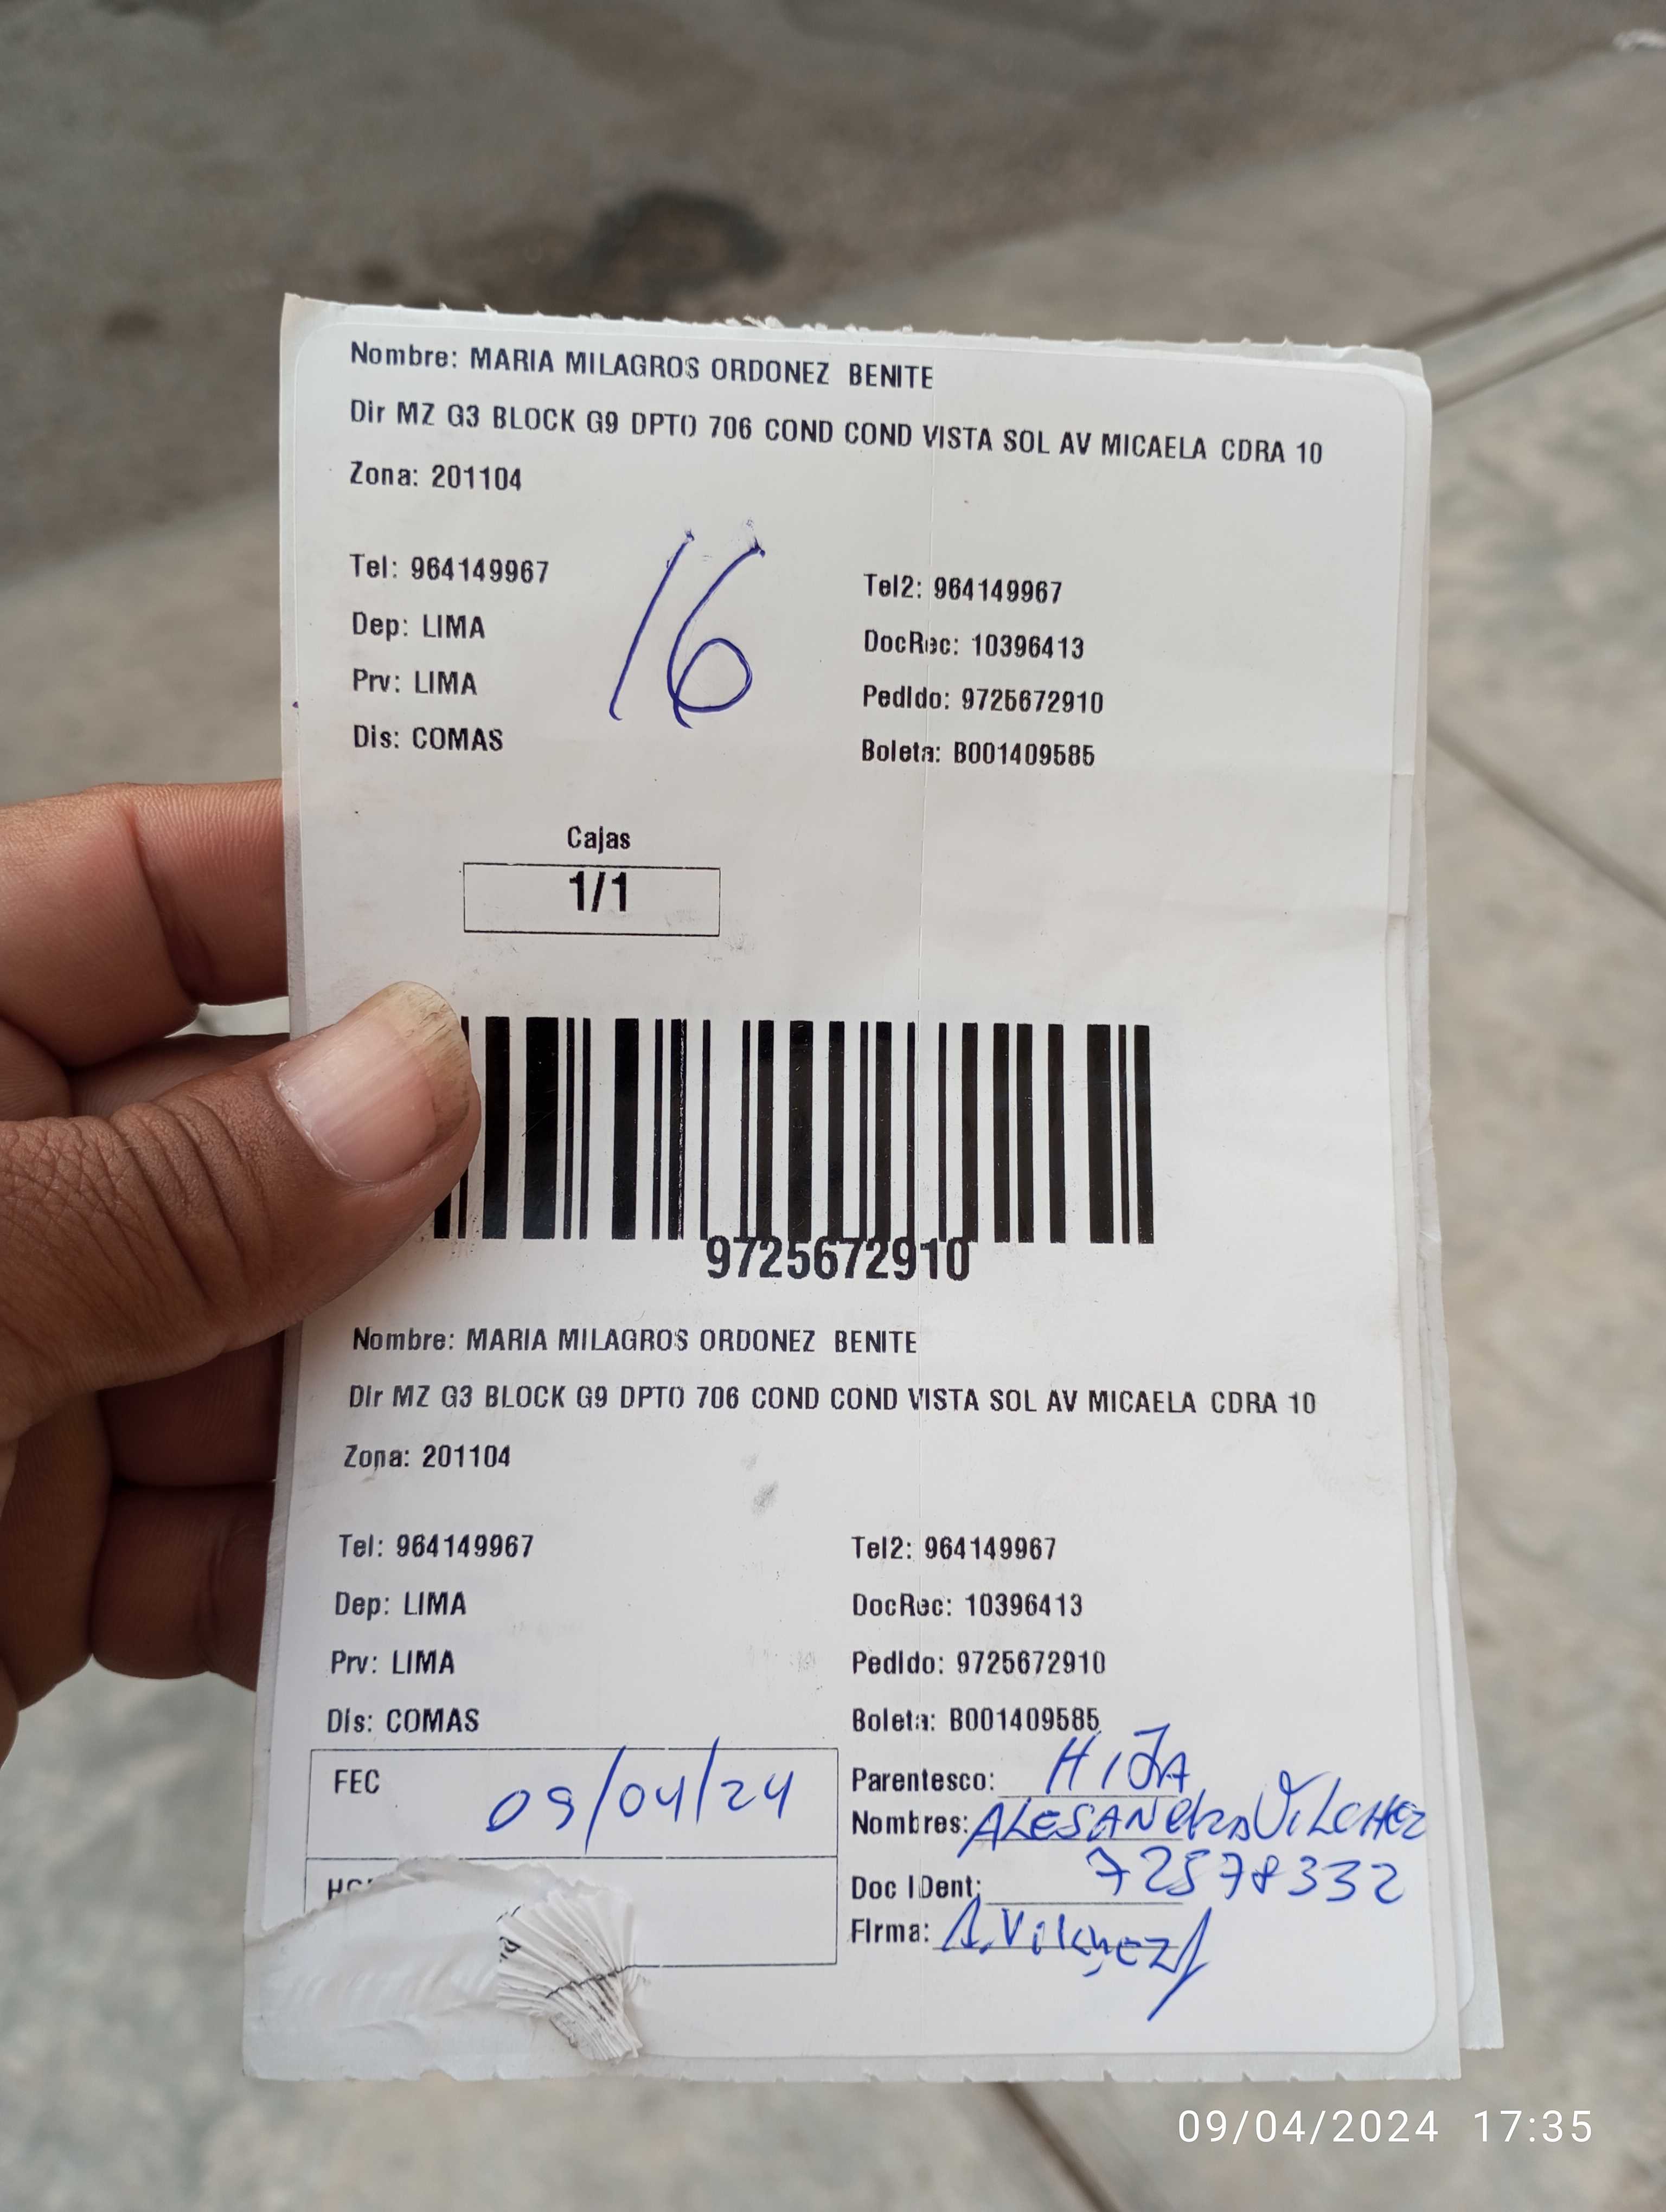 Nombre: MARIA MILAGROS ORDONEZ BENITE
Dir MZ G3 BLOCK G9 DPTO 706 COND COND VISTA SOL AV MICAELA CDRA 10
Zona: 201104
16
Tel: 964149967 Tel2: 964149967
Dep: LIMA DocRec: 10396413
Prv: LIMA Pedido: 9725672910
Dis: COMAS Boleta: B001409585
Cajas
1/1
9725672910
Nombre: MARIA MILAGROS ORDONEZ BENITE
Dir MZ G3 BLOCK G9 DPTO 706 COND COND VISTA SOL AV MICAELA CDRA 10
Zona: 201104
Tel: 964149967 Tel2: 964149967
Dep: LIMA DocRec: 10396413
Prv: LIMA Pedido: 9725672910
Dis: COMAS Boleta: B001409585
FEC 09/04/24 Parentesco: HIJA
Nombres: ALESANdRA VILCHEZ
Doc IDent: 72578332
Firma: A.Vilchez
09/04/2024 17:35